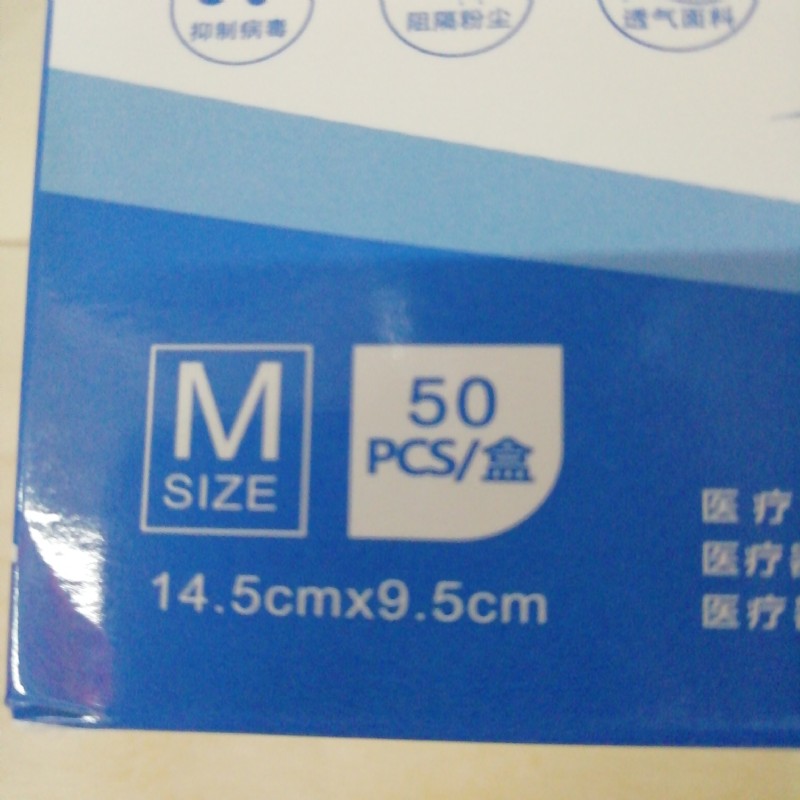 抑制病毒
阻隔粉尘
透气面料
M
SIZE
50
PCS/盒
14.5cmx9.5cm
医疗
医疗
医疗